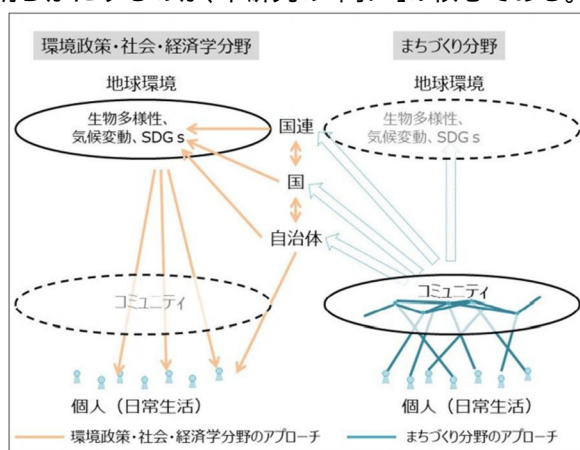 環境政策・社会・経済学分野
まちづくり分野
地球環境
地球環境
生物多様性、
気候変動、SDGｓ
生物多様性、
気候変動、SDGｓ
国連
国
自治体
コミュニティ
コミュニティ
個人（日常生活）
個人（日常生活）
環境政策・社会・経済学分野のアプローチ
まちづくり分野のアプローチ